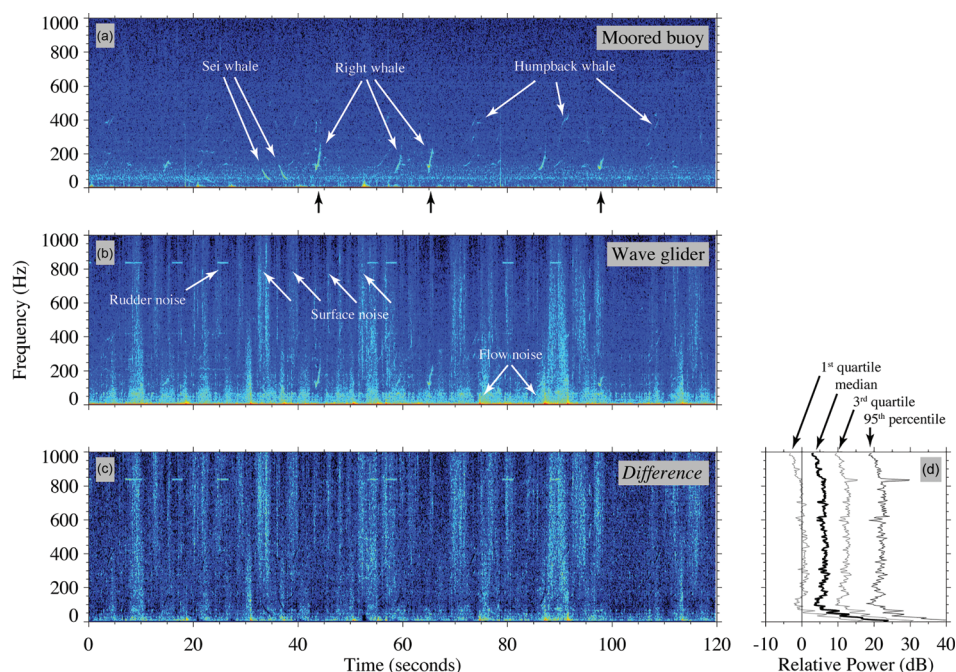 1000
(a)
Moored buoy
800
Sei whale
Right whale
Humpback whale
600
400
200
0
1000
(b)
Wave glider
800
Rudder noise
Surface noise
600
400
Flow noise
200
0
Frequency (Hz)
1st quartile
median
3rd quartile
95th percentile
1000
(c)
Difference
(d)
800
600
400
200
0
0 20 40 60 80 100 120
Time (seconds)
-10 0 10 20 30 40
Relative Power (dB)